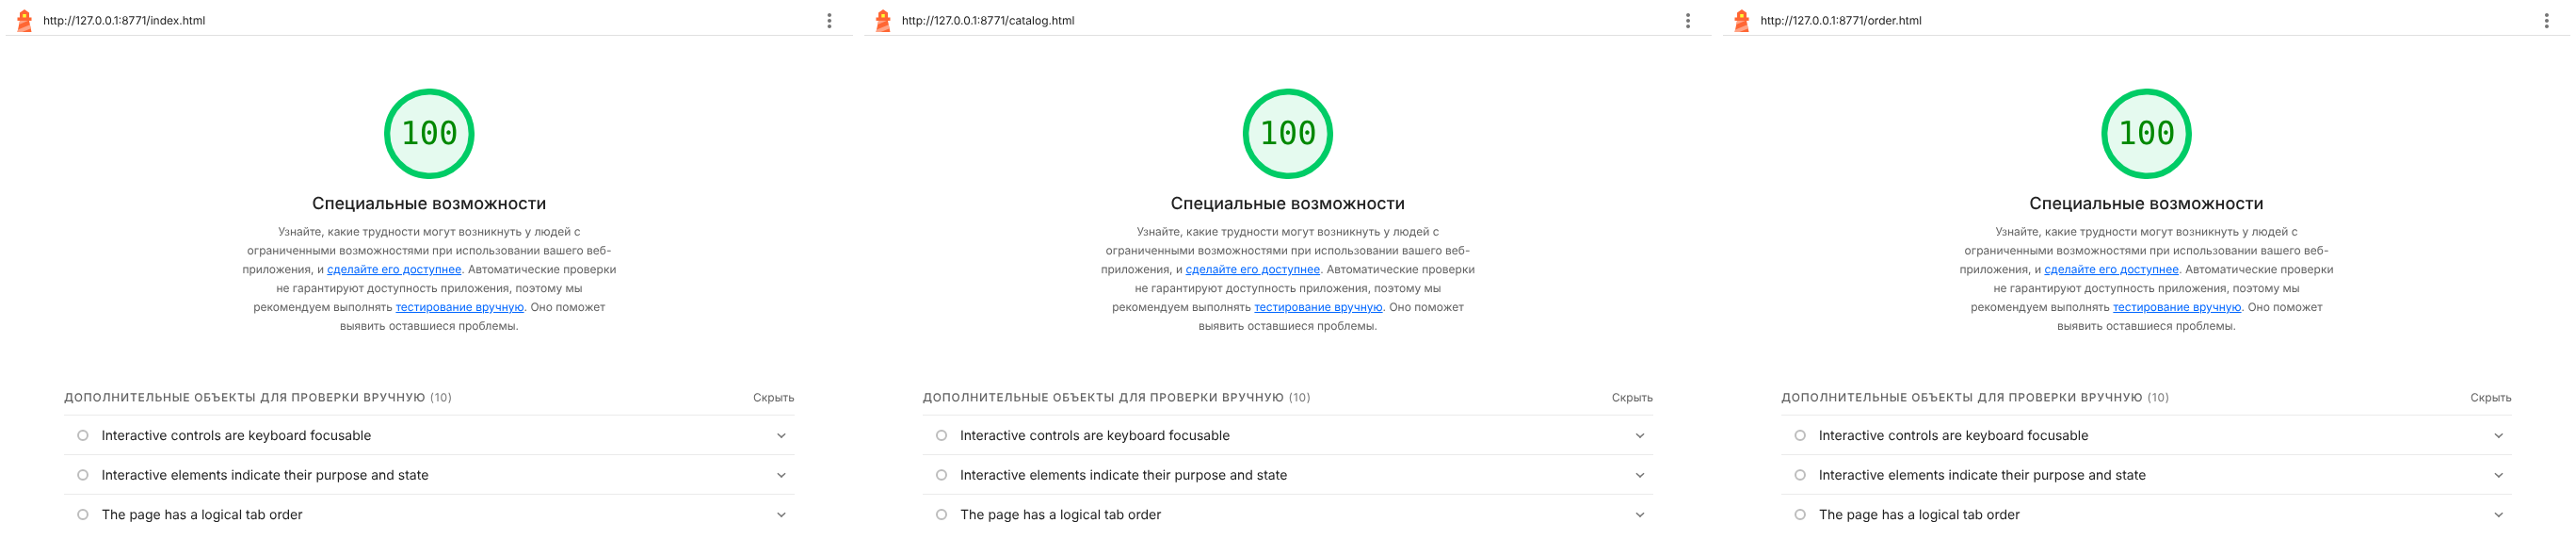 http://127.0.0.1:8771/index.html
100
Специальные возможности
Узнайте, какие трудности могут возникнуть у людей с
ограниченными возможностями при использовании вашего веб-
приложения, и сделайте его доступнее. Автоматические проверки
не гарантируют доступность приложения, поэтому мы
рекомендуем выполнять тестирование вручную. Оно поможет
выявить оставшиеся проблемы.
ДОПОЛНИТЕЛЬНЫЕ ОБЪЕКТЫ ДЛЯ ПРОВЕРКИ ВРУЧНУЮ (10) Скрыть
Interactive controls are keyboard focusable
Interactive elements indicate their purpose and state
The page has a logical tab order
http://127.0.0.1:8771/catalog.html
100
Специальные возможности
Узнайте, какие трудности могут возникнуть у людей с
ограниченными возможностями при использовании вашего веб-
приложения, и сделайте его доступнее. Автоматические проверки
не гарантируют доступность приложения, поэтому мы
рекомендуем выполнять тестирование вручную. Оно поможет
выявить оставшиеся проблемы.
ДОПОЛНИТЕЛЬНЫЕ ОБЪЕКТЫ ДЛЯ ПРОВЕРКИ ВРУЧНУЮ (10) Скрыть
Interactive controls are keyboard focusable
Interactive elements indicate their purpose and state
The page has a logical tab order
http://127.0.0.1:8771/order.html
100
Специальные возможности
Узнайте, какие трудности могут возникнуть у людей с
ограниченными возможностями при использовании вашего веб-
приложения, и сделайте его доступнее. Автоматические проверки
не гарантируют доступность приложения, поэтому мы
рекомендуем выполнять тестирование вручную. Оно поможет
выявить оставшиеся проблемы.
ДОПОЛНИТЕЛЬНЫЕ ОБЪЕКТЫ ДЛЯ ПРОВЕРКИ ВРУЧНУЮ (10) Скрыть
Interactive controls are keyboard focusable
Interactive elements indicate their purpose and state
The page has a logical tab order